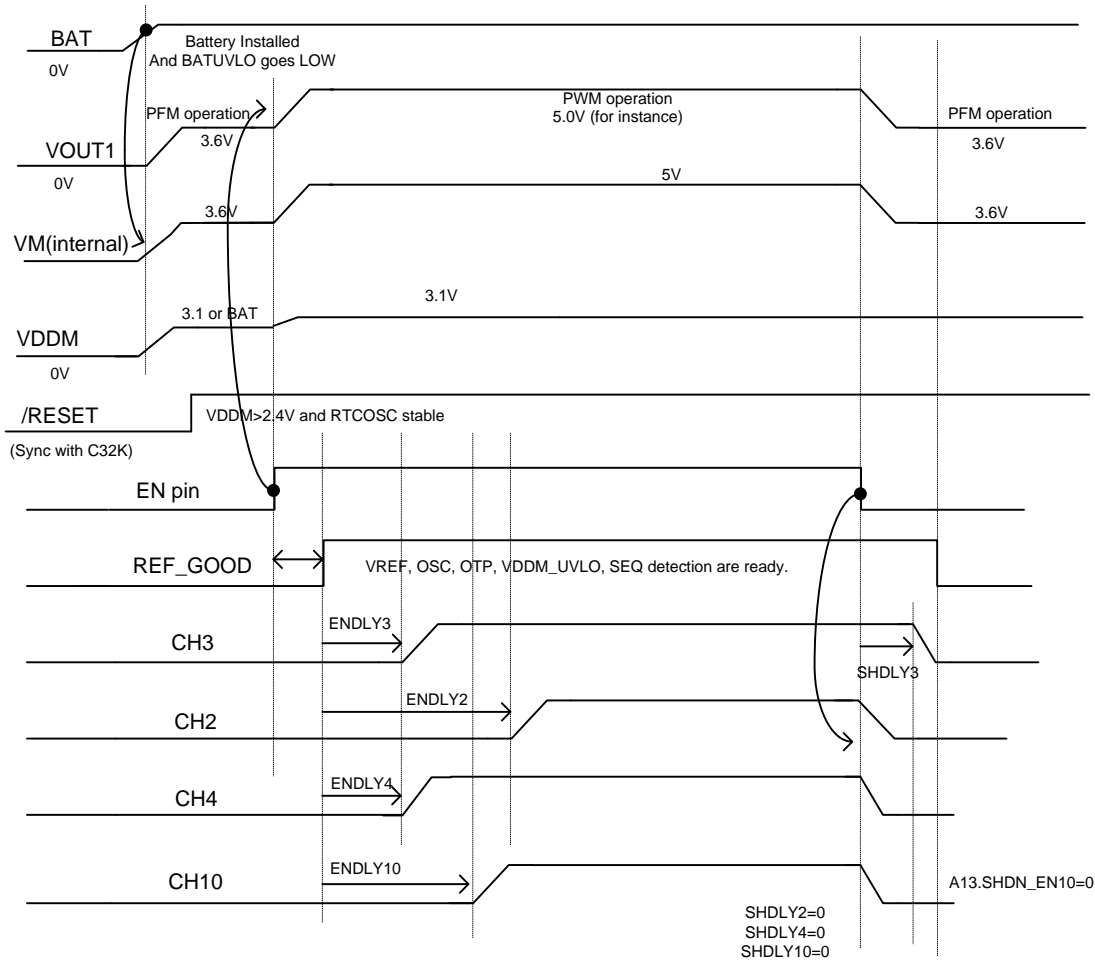 BAT
0V
Battery Installed
And BATUVLO goes LOW
PFM operation
3.6V
PWM operation
5.0V (for instance)
PFM operation
3.6V
VOUT1
0V
5V
3.6V
3.6V
VM(internal)
3.1V
3.1 or BAT
VDDM
0V
/RESET
VDDM>2.4V and RTCOSC stable
(Sync with C32K)
EN pin
REF_GOOD
VREF, OSC, OTP, VDDM_UVLO, SEQ detection are ready.
ENDLY3
CH3
SHDLY3
ENDLY2
CH2
ENDLY4
CH4
ENDLY10
CH10
A13.SHDN_EN10=0
SHDLY2=0
SHDLY4=0
SHDLY10=0